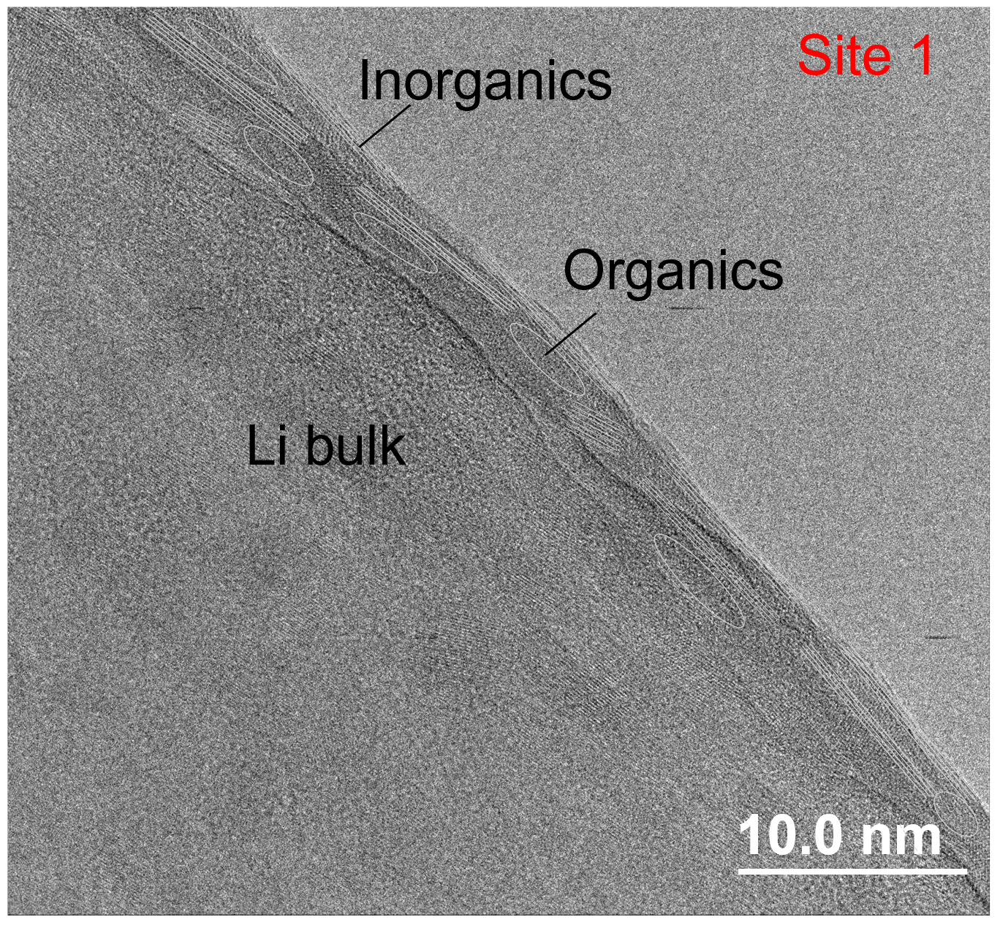 Site 1
Inorganics
Organics
Li bulk
10.0 nm